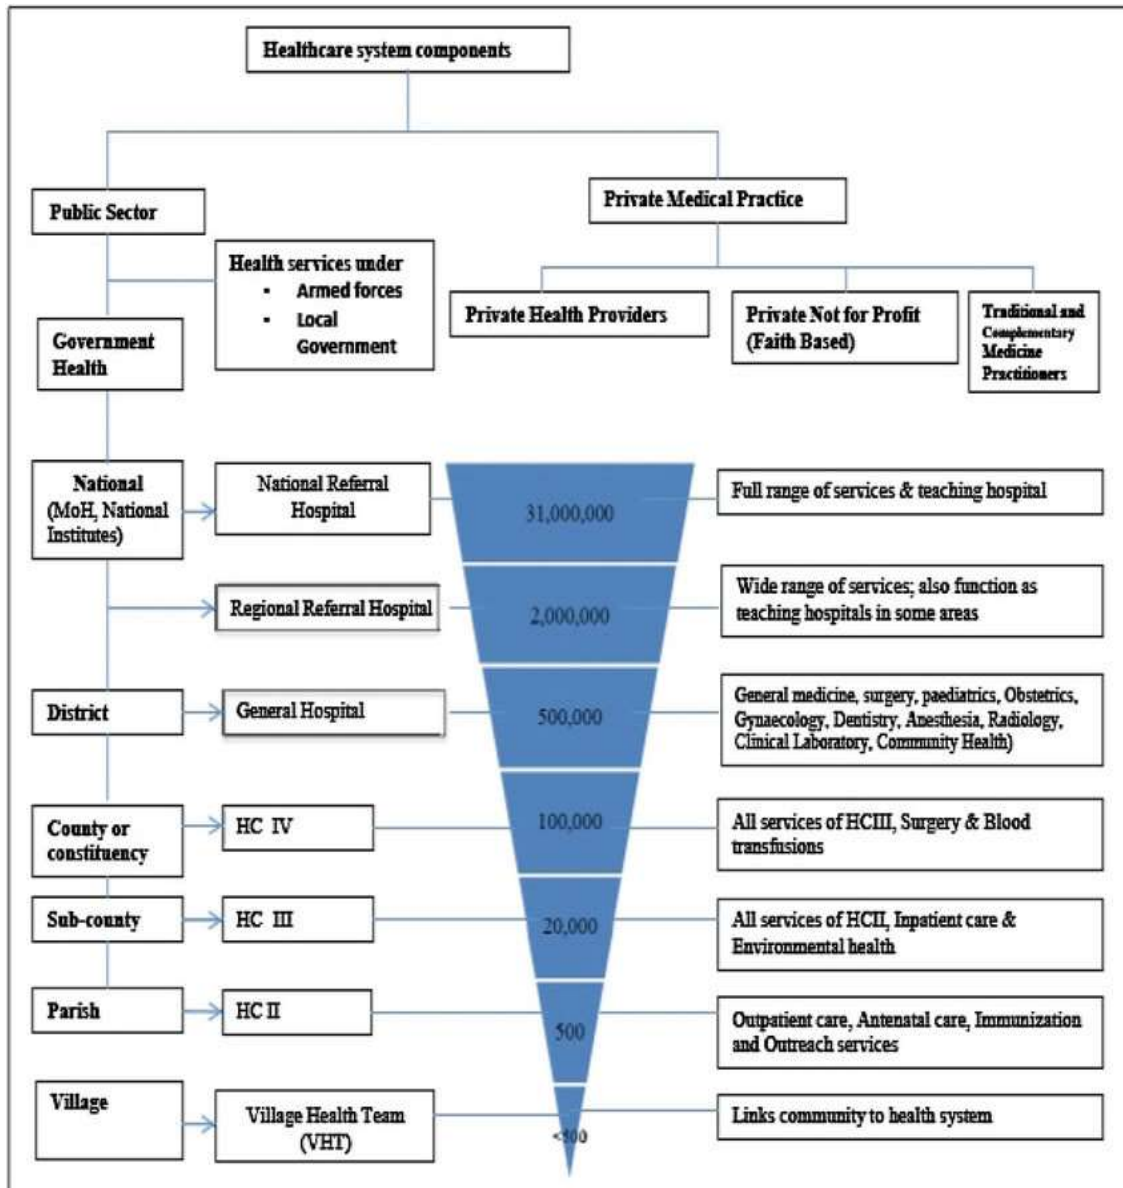 Healthcare system components
Public Sector
Private Medical Practice
Health services under
▪ Armed forces
▪ Local
Government
Private Health Providers
Private Not for Profit
(Faith Based)
Traditional and
Complementary
Medicine
Practitioners
Government
Health
National
(MoH, National
Institutes)
National Referral
Hospital
31,000,000
Full range of services & teaching hospital
Regional Referral Hospital
2,000,000
Wide range of services; also function as
teaching hospitals in some areas
District
General Hospital
500,000
General medicine, surgery, paediatrics, Obstetrics,
Gynaecology, Dentistry, Anesthesia, Radiology,
Clinical Laboratory, Community Health)
County or
constituency
HC IV
100,000
All services of HCIII, Surgery & Blood
transfusions
Sub-county
HC III
20,000
All services of HCII, Inpatient care &
Environmental health
Parish
HC II
500
Outpatient care, Antenatal care, Immunization
and Outreach services
Village
Village Health Team
(VHT)
<500
Links community to health system